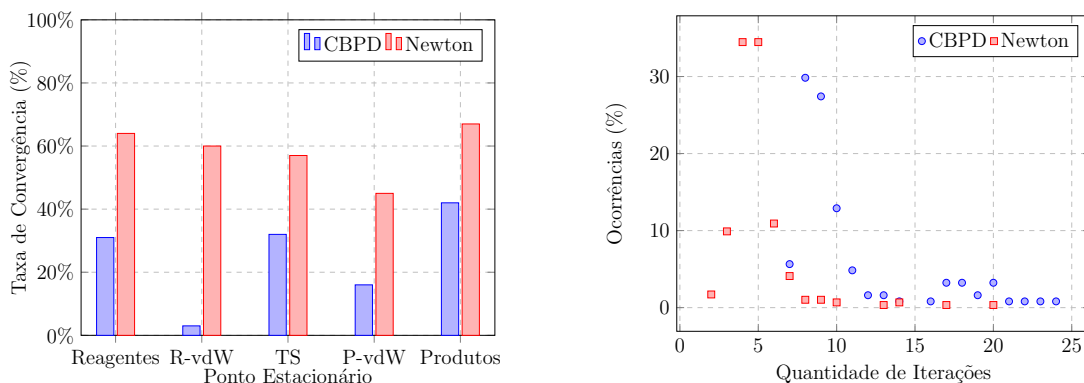 100%
80%
60%
40%
20%
0%
Taxa de Convergência (%)
CBPD Newton
Reagentes R-vdW TS P-vdW Produtos
Ponto Estacionário
30
20
10
0
Ocorrências (%)
CBPD Newton
0 5 10 15 20 25
Quantidade de Iterações